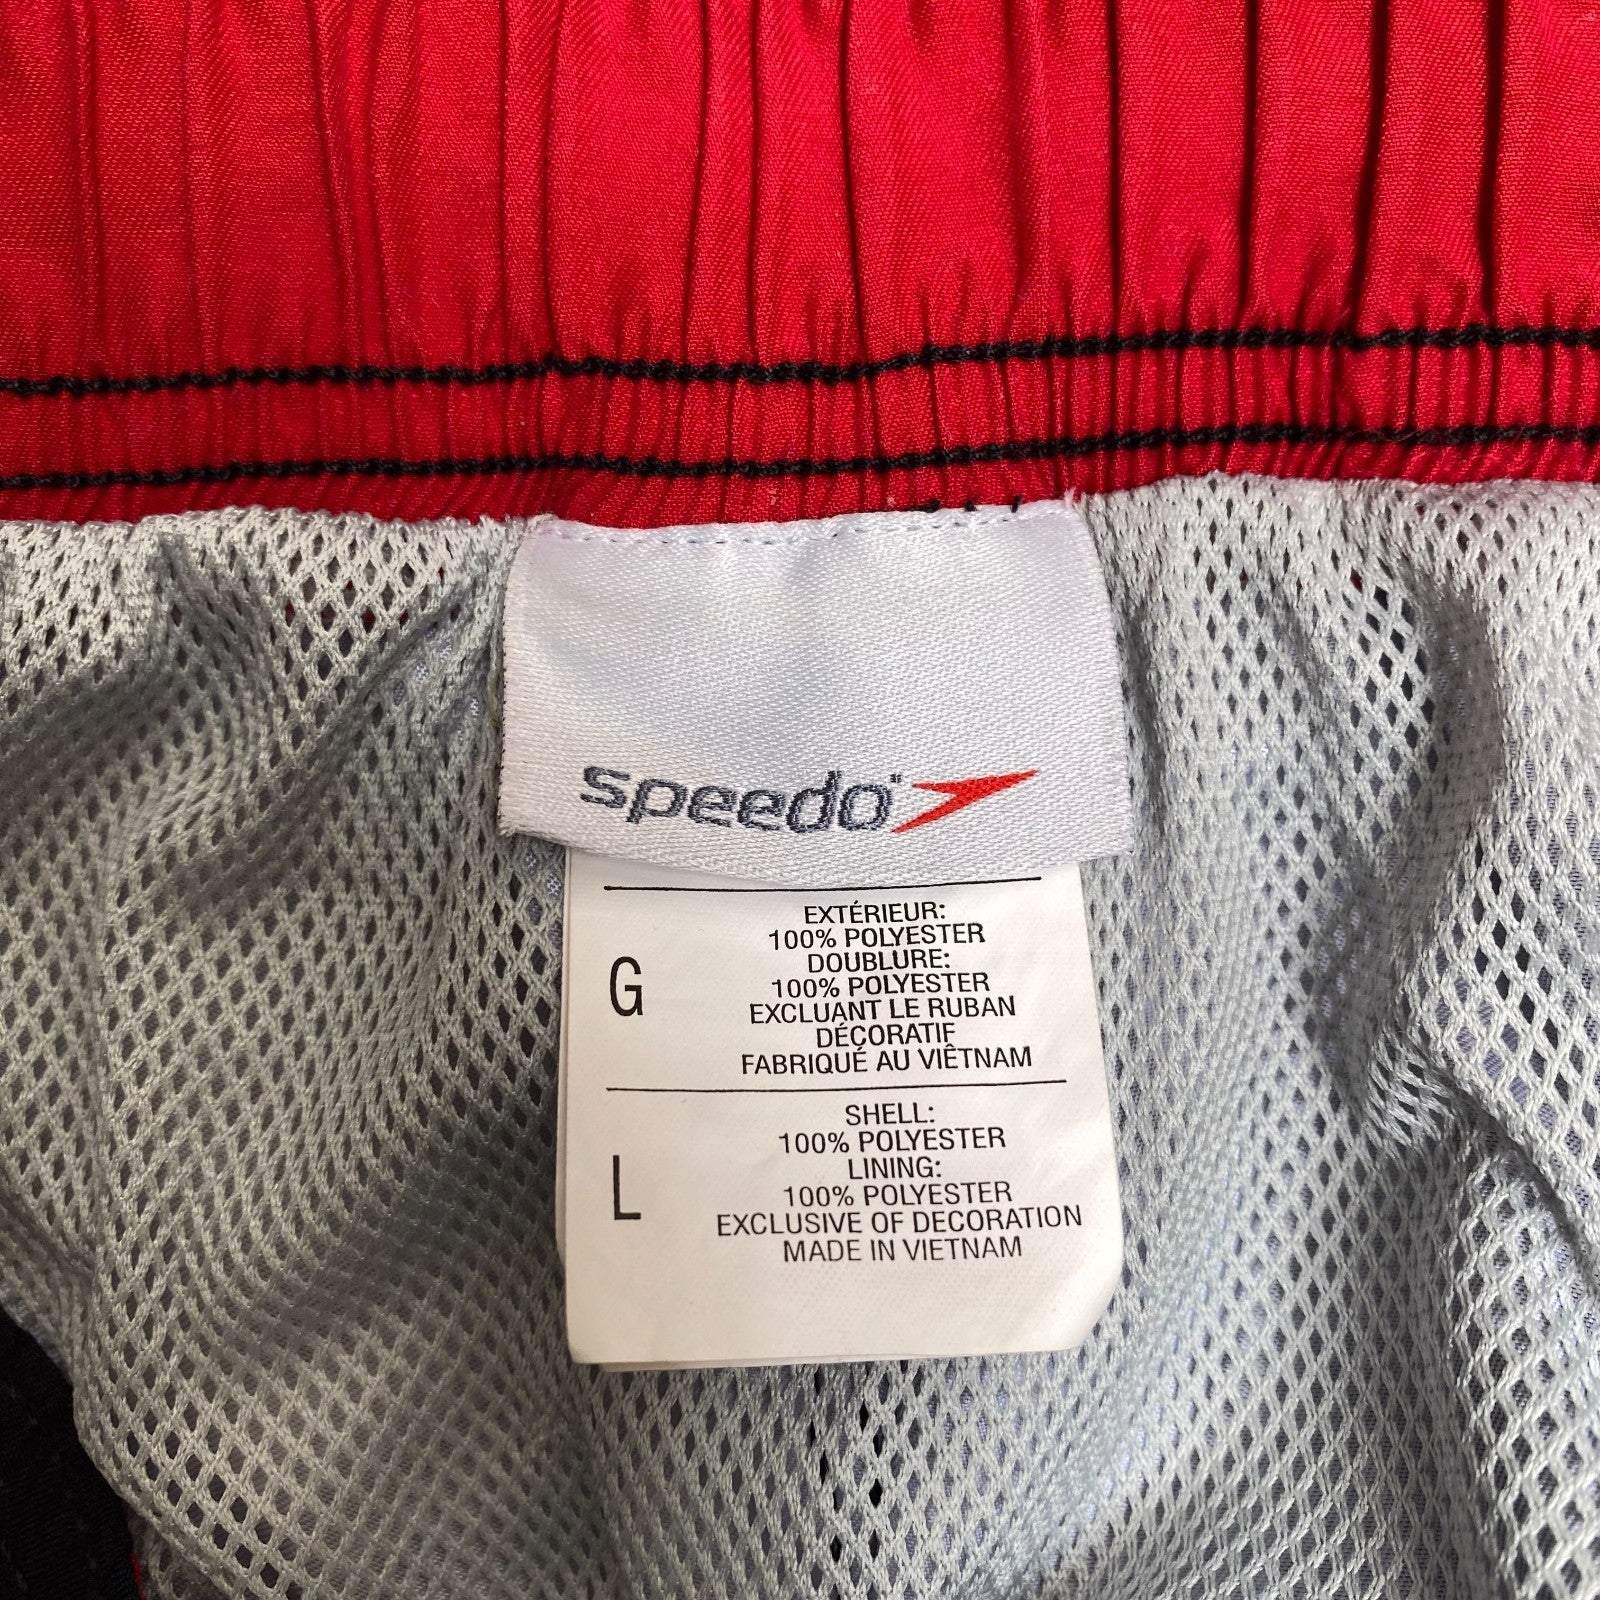 speedo
G
EXTÉRIEUR:
100% POLYESTER
DOUBLURE:
100% POLYESTER
EXCLUANT LE RUBAN
DÉCORATIF
FABRIQUÉ AU VIÊTNAM
L
SHELL:
100% POLYESTER
LINING:
100% POLYESTER
EXCLUSIVE OF DECORATION
MADE IN VIETNAM